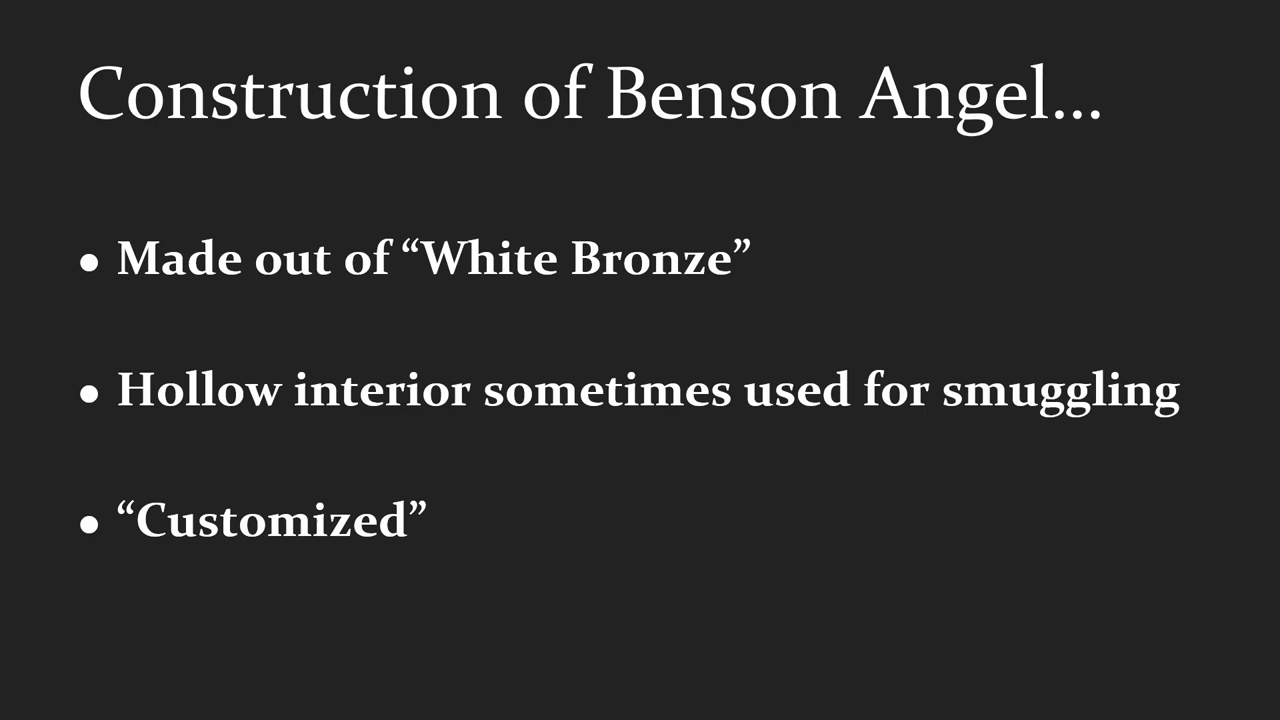 Construction of Benson Angel...
• Made out of “White Bronze”
• Hollow interior sometimes used for smuggling
• “Customized”